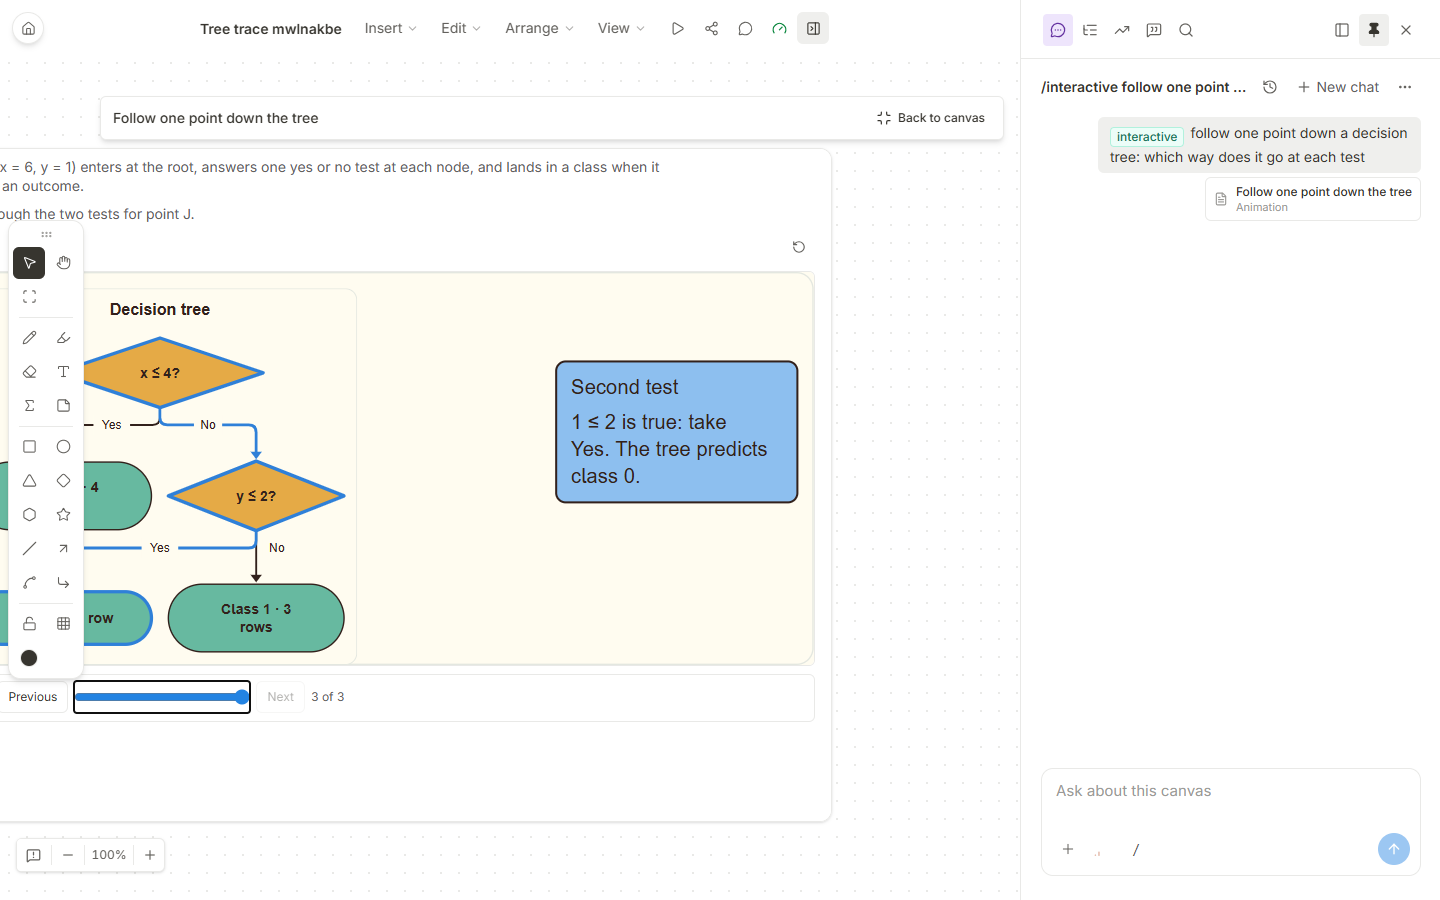 Tree trace mwlnakbe
Insert
Edit
Arrange
View
Follow one point down the tree
Back to canvas
x = 6, y = 1) enters at the root, answers one yes or no test at each node, and lands in a class when it
an outcome.
ough the two tests for point J.
Decision tree
x ≤ 4?
Yes
No
· 4
y ≤ 2?
Yes
No
row
Class 1 · 3
rows
Second test
1 ≤ 2 is true: take
Yes. The tree predicts
class 0.
Previous
Next
3 of 3
100%
/interactive follow one point ...
New chat
interactive follow one point down a decision
tree: which way does it go at each test
Follow one point down the tree
Animation
Ask about this canvas
/